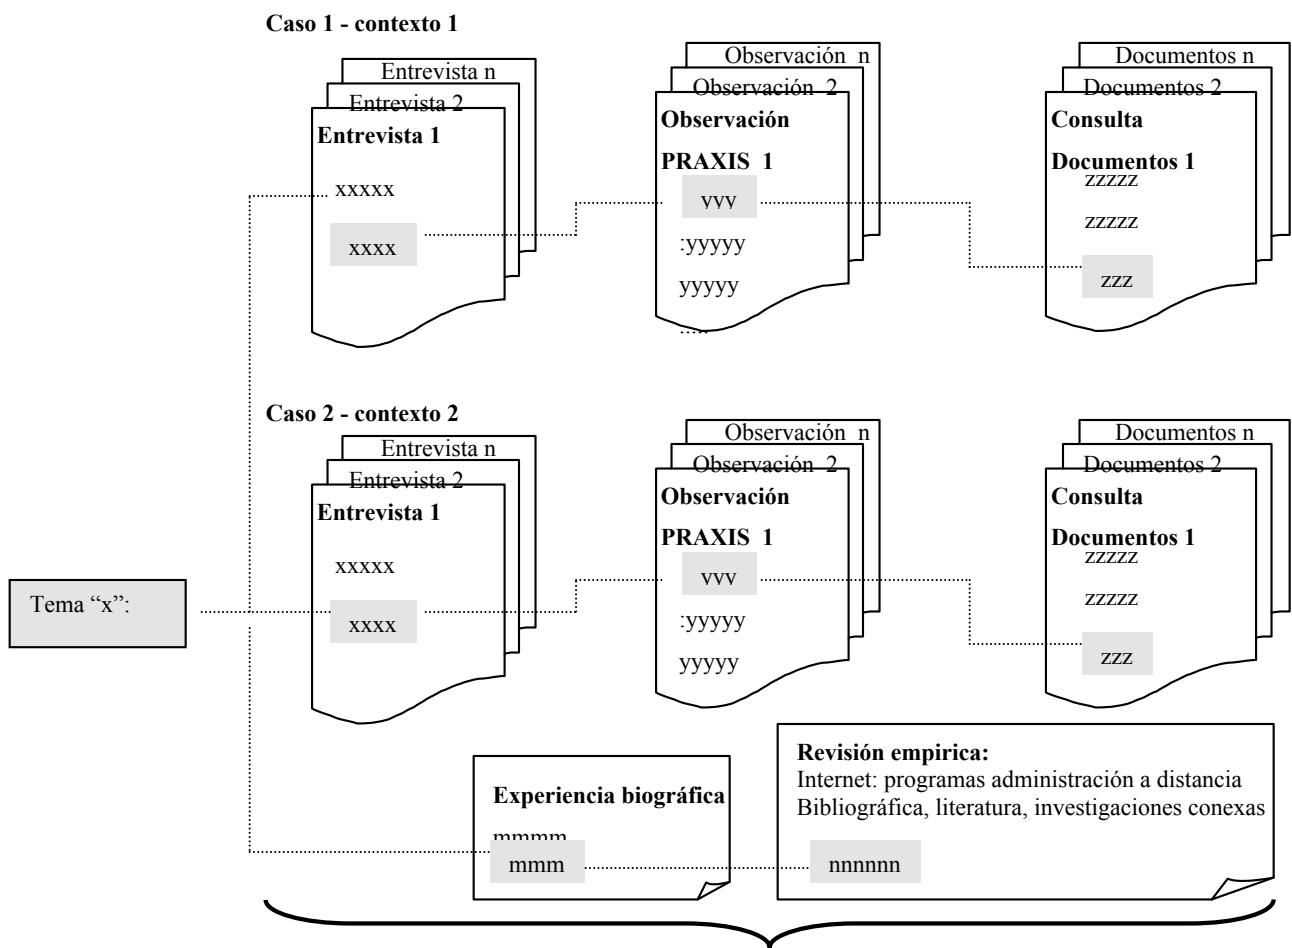 Caso 1 - contexto 1
Entrevista n
Entrevista 2
Entrevista 1
xxxxx
xxxx
Observación n
Observación 2
Observación
PRAXIS 1
yyy
:yyyyy
yyyyy
.....
Documentos n
Documentos 2
Consulta
Documentos 1
zzzzz
zzzzz
zzz
Caso 2 - contexto 2
Entrevista n
Entrevista 2
Entrevista 1
xxxxx
xxxx
Observación n
Observación 2
Observación
PRAXIS 1
yyy
:yyyyy
yyyyy
Documentos n
Documentos 2
Consulta
Documentos 1
zzzzz
zzzzz
zzz
Tema “x”:
Experiencia biográfica
mmmm
mmm
Revisión empirica:
Internet: programas administración a distancia
Bibliográfica, literatura, investigaciones conexas
nnnnnn